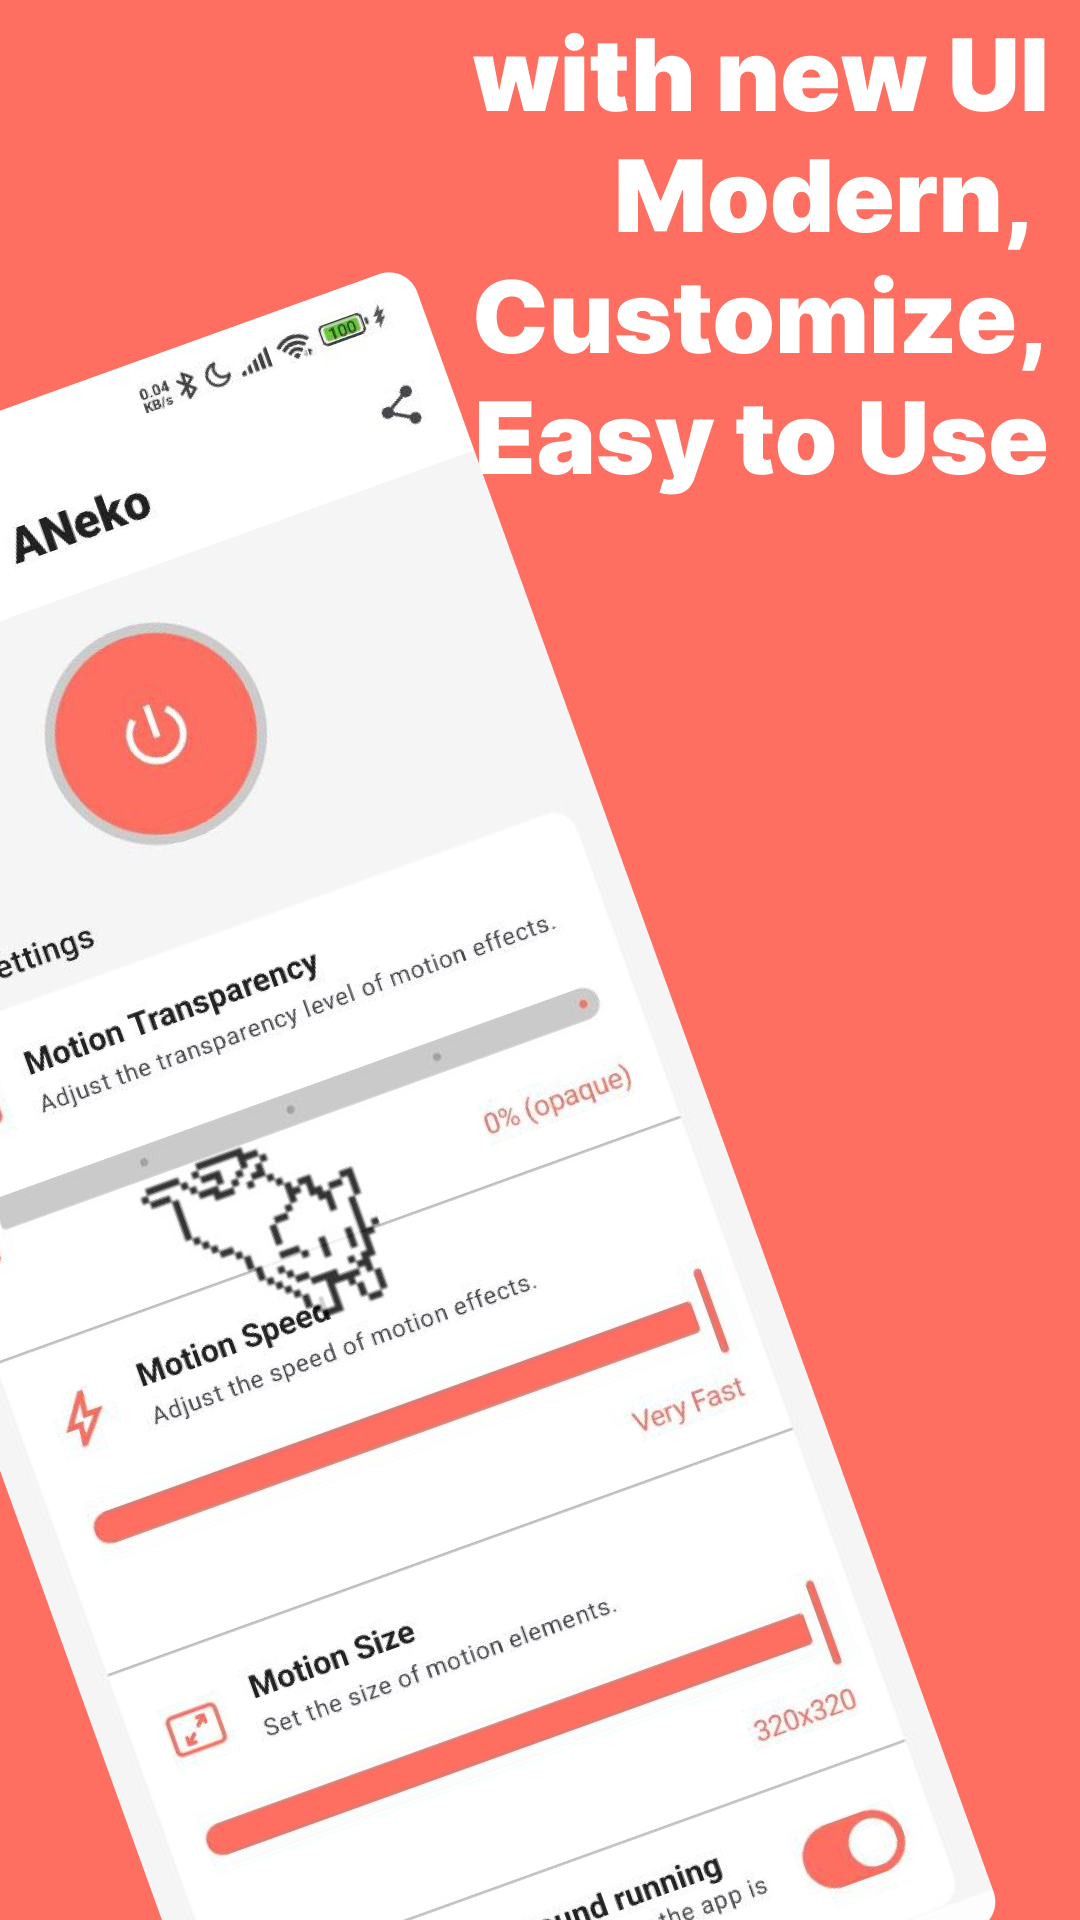 with new UI
Modern,
Customize,
Easy to Use
0.04
KB/s
100
ANeko
ettings
Motion Transparency
Adjust the transparency level of motion effects.
0% (opaque)
Motion Speed
Adjust the speed of motion effects.
Very Fast
Motion Size
Set the size of motion elements.
320x320
und running
the app is